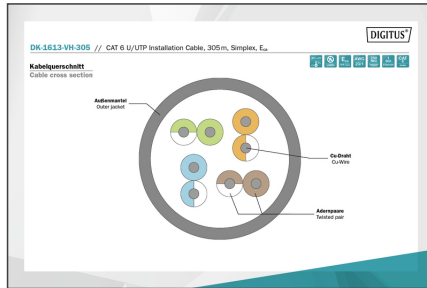 DIGITUS®
DK-1613-VH-305 // CAT 6 U/UTP Installation Cable, 305 m, Simplex, Eca
Kabelquerschnitt
Cable cross section
Außenmantel
Outer jacket
Cu-Draht
Cu-Wire
Adernpaare
Twisted pair